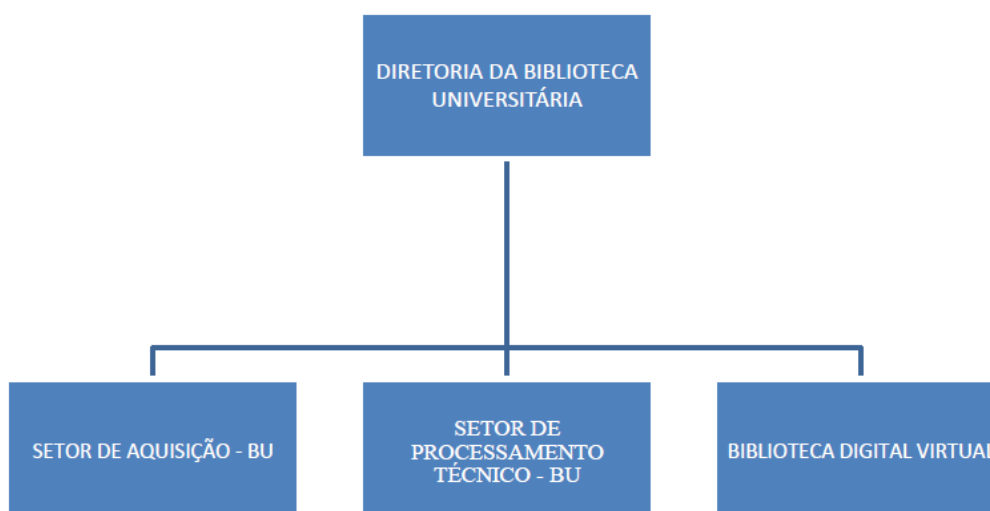 DIRETORIA DA BIBLIOTECA
UNIVERSITÁRIA
SETOR DE AQUISIÇÃO - BU
SETOR DE
PROCESSAMENTO
TÉCNICO - BU
BIBLIOTECA DIGITAL VIRTUAL